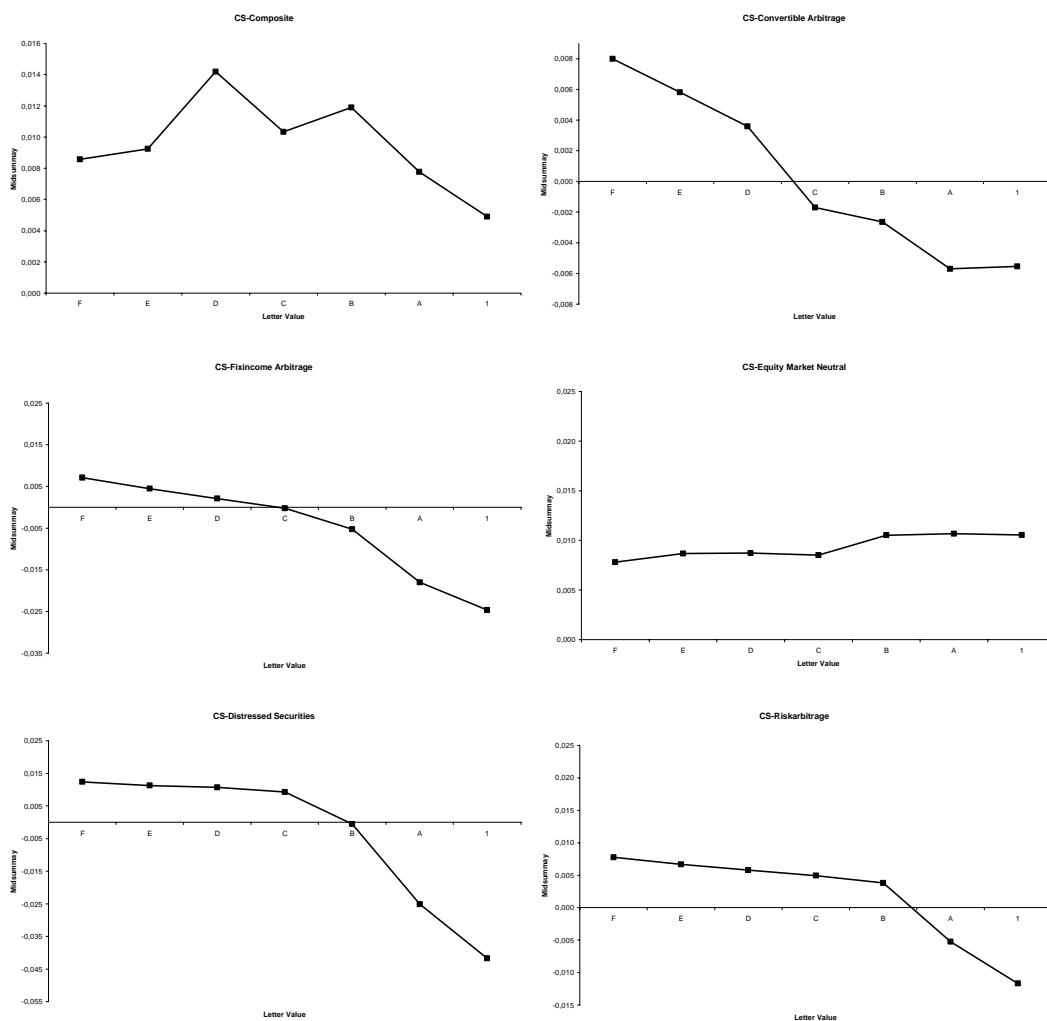 CS-Composite
0,016
0,014
0,012
0,010
0,008
0,006
0,004
0,002
0,000
Midsummay
F E D C B A 1
Letter Value
CS-Convertible Arbitrage
0,008
0,006
0,004
0,002
0,000
-0,002
-0,004
-0,006
-0,008
Midsummay
F E D C B A 1
Letter Value
CS-Fixincome Arbitrage
0,025
0,015
0,005
-0,005
-0,015
-0,025
-0,035
Midsummay
F E D C B A 1
Letter Value
CS-Equity Market Neutral
0,025
0,020
0,015
0,010
0,005
0,000
Midsummay
F E D C B A 1
Letter Value
CS-Distressed Securities
0,025
0,015
0,005
-0,005
-0,015
-0,025
-0,035
-0,045
-0,055
Midsummay
F E D C B A 1
Letter Value
CS-Riskarbitrage
0,025
0,020
0,015
0,010
0,005
0,000
-0,005
-0,010
-0,015
Midsummay
F E D C B A 1
Letter Value